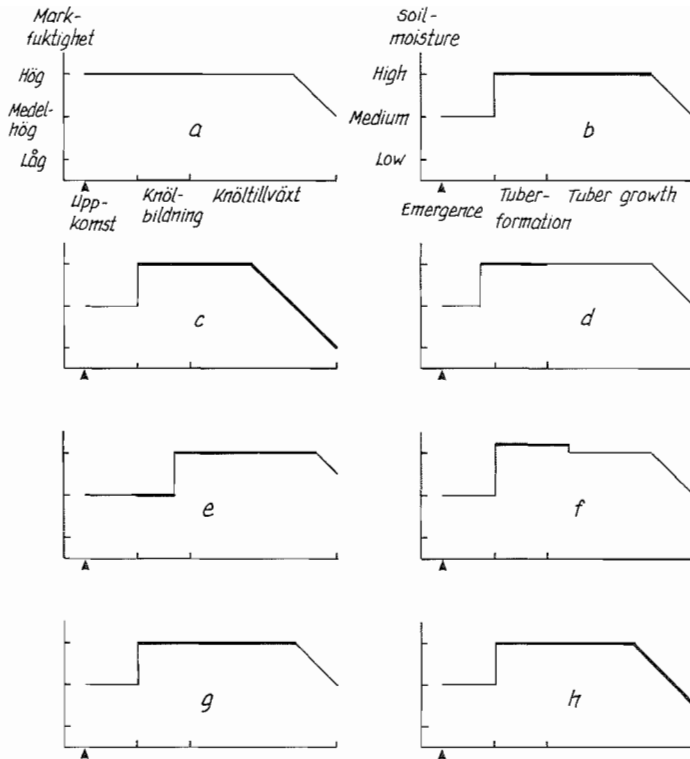 Mark-
fuktighet
Hög
Medel-
hög
Låg
a
Upp-
komst
Knöl-
bildning
Knöltillväxt
soil-
moisture
High
Medium
Low
b
Emergence
Tuber-
formation
Tuber growth
c
d
e
f
g
h